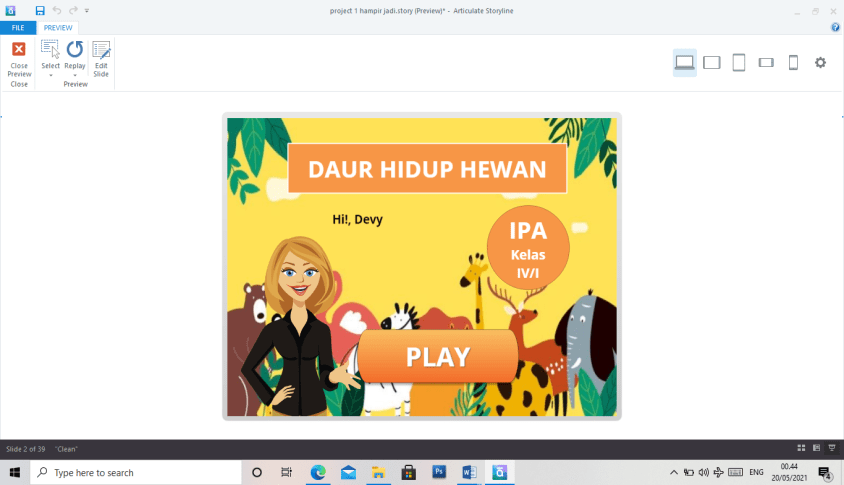 project 1 hampir jadi.story (Preview)* - Articulate Storyline
FILE
PREVIEW
Close Preview
Select
Replay
Edit Slide
Close
Preview
DAUR HIDUP HEWAN
Hi!, Devy
IPA
Kelas
IV/I
PLAY
Slide 2 of 39
"Clean"
Type here to search
Ps
W
ENG
00.44
20/05/2021
4